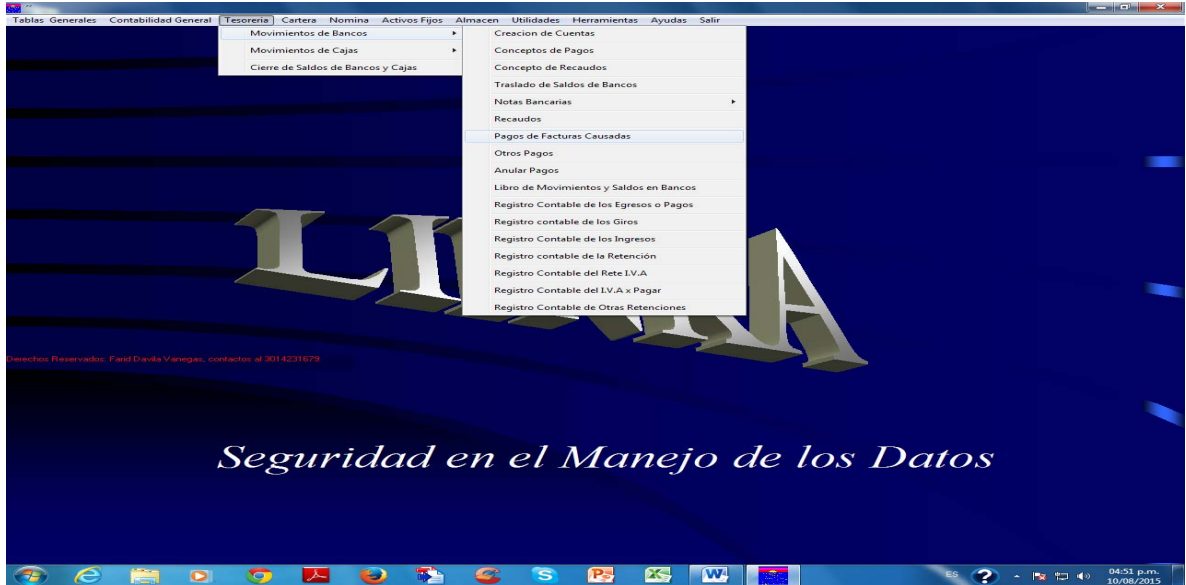 Tablas Generales Contabilidad General Tesoreria Cartera Nomina Activos Fijos Almacen Utilidades Herramientas Ayudas Salir
Movimientos de Bancos
Movimientos de Cajas
Cierre de Saldos de Bancos y Cajas
Creacion de Cuentas
Conceptos de Pagos
Concepto de Recaudos
Traslado de Saldos de Bancos
Notas Bancarias
Recaudos
Pagos de Facturas Causadas
Otros Pagos
Anular Pagos
Libro de Movimientos y Saldos en Bancos
Registro Contable de los Egresos o Pagos
Registro contable de los Giros
Registro Contable de los Ingresos
Registro contable de la Retención
Registro Contable del Rete I.V.A
Registro Contable del I.V.A x Pagar
Registro Contable de Otras Retenciones
Derechos Reservados: Farid Davila Vanegas, contactos al 3014231679
Seguridad en el Manejo de los Datos
ES
04:51 p.m.
10/08/2015